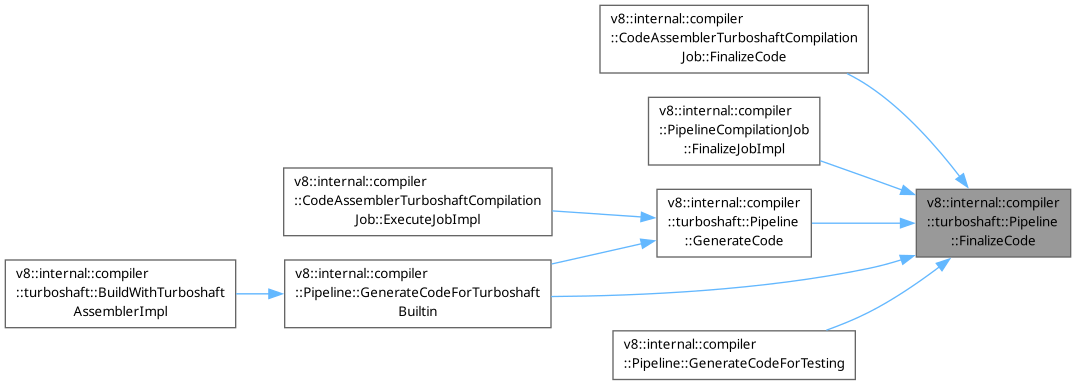 v8::internal::compiler
::CodeAssemblerTurboshaftCompilation
Job::FinalizeCode
v8::internal::compiler
::PipelineCompilationJob
::FinalizeJobImpl
v8::internal::compiler
::CodeAssemblerTurboshaftCompilation
Job::ExecuteJobImpl
v8::internal::compiler
::turboshaft::Pipeline
::GenerateCode
v8::internal::compiler
::turboshaft::Pipeline
::FinalizeCode
v8::internal::compiler
::turboshaft::BuildWithTurboshaft
AssemblerImpl
v8::internal::compiler
::Pipeline::GenerateCodeForTurboshaft
Builtin
v8::internal::compiler
::Pipeline::GenerateCodeForTesting